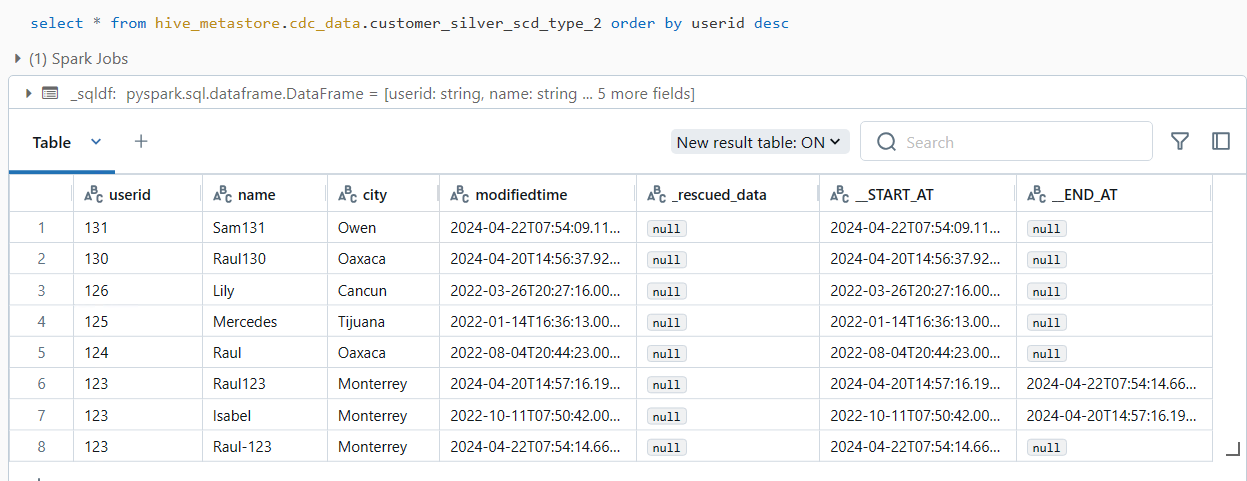 select * from hive_metastore.cdc_data.customer_silver_scd_type_2 order by userid desc
(1) Spark Jobs
_sqldf: pyspark.sql.dataframe.DataFrame = [userid: string, name: string ... 5 more fields]
Table New result table: ON Search
userid name city modifiedtime _rescued_data __START_AT __END_AT
1 131 Sam131 Owen 2024-04-22T07:54:09.11... null 2024-04-22T07:54:09.11... null
2 130 Raul130 Oaxaca 2024-04-20T14:56:37.92... null 2024-04-20T14:56:37.92... null
3 126 Lily Cancun 2022-03-26T20:27:16.00... null 2022-03-26T20:27:16.00... null
4 125 Mercedes Tijuana 2022-01-14T16:36:13.00... null 2022-01-14T16:36:13.00... null
5 124 Raul Oaxaca 2022-08-04T20:44:23.00... null 2022-08-04T20:44:23.00... null
6 123 Raul123 Monterrey 2024-04-20T14:57:16.19... null 2024-04-20T14:57:16.19... 2024-04-22T07:54:14.66...
7 123 Isabel Monterrey 2022-10-11T07:50:42.00... null 2022-10-11T07:50:42.00... 2024-04-20T14:57:16.19...
8 123 Raul-123 Monterrey 2024-04-22T07:54:14.66... null 2024-04-22T07:54:14.66... null